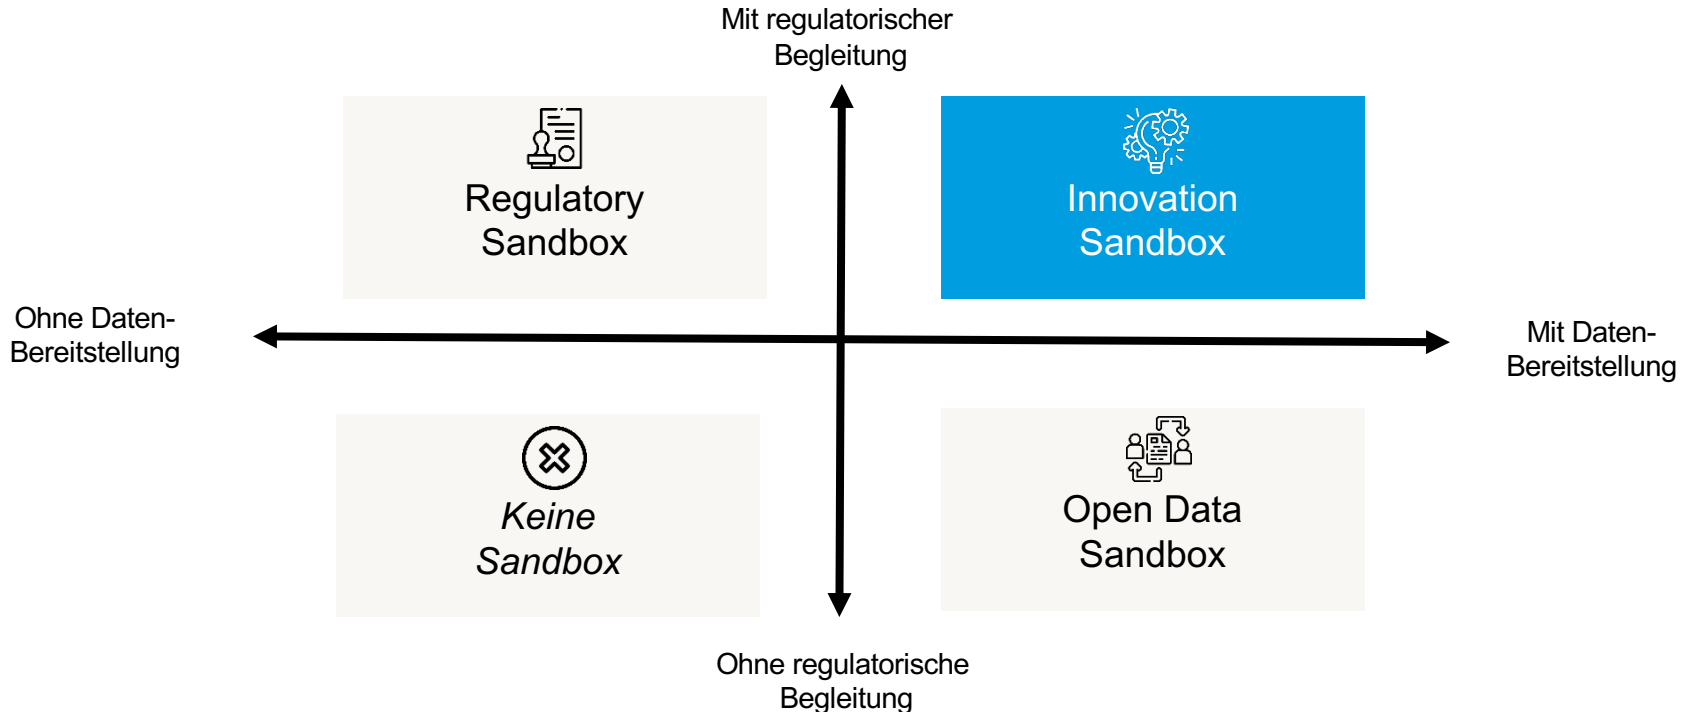 Mit regulatorischer
Begleitung
Regulatory
Sandbox
Innovation
Sandbox
Ohne Daten-
Bereitstellung
Mit Daten-
Bereitstellung
Keine
Sandbox
Open Data
Sandbox
Ohne regulatorische
Begleitung